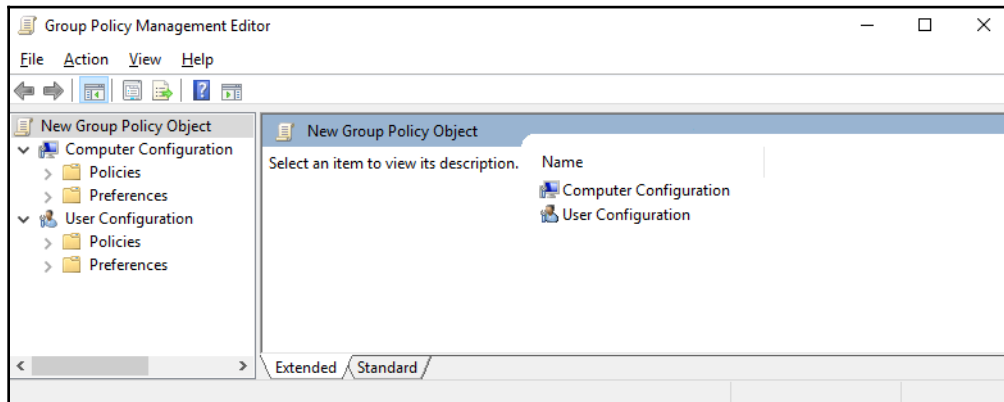 Group Policy Management Editor
File Action View Help
New Group Policy Object
Computer Configuration
Policies
Preferences
User Configuration
Policies
Preferences
New Group Policy Object
Select an item to view its description.
Name
Computer Configuration
User Configuration
Extended Standard